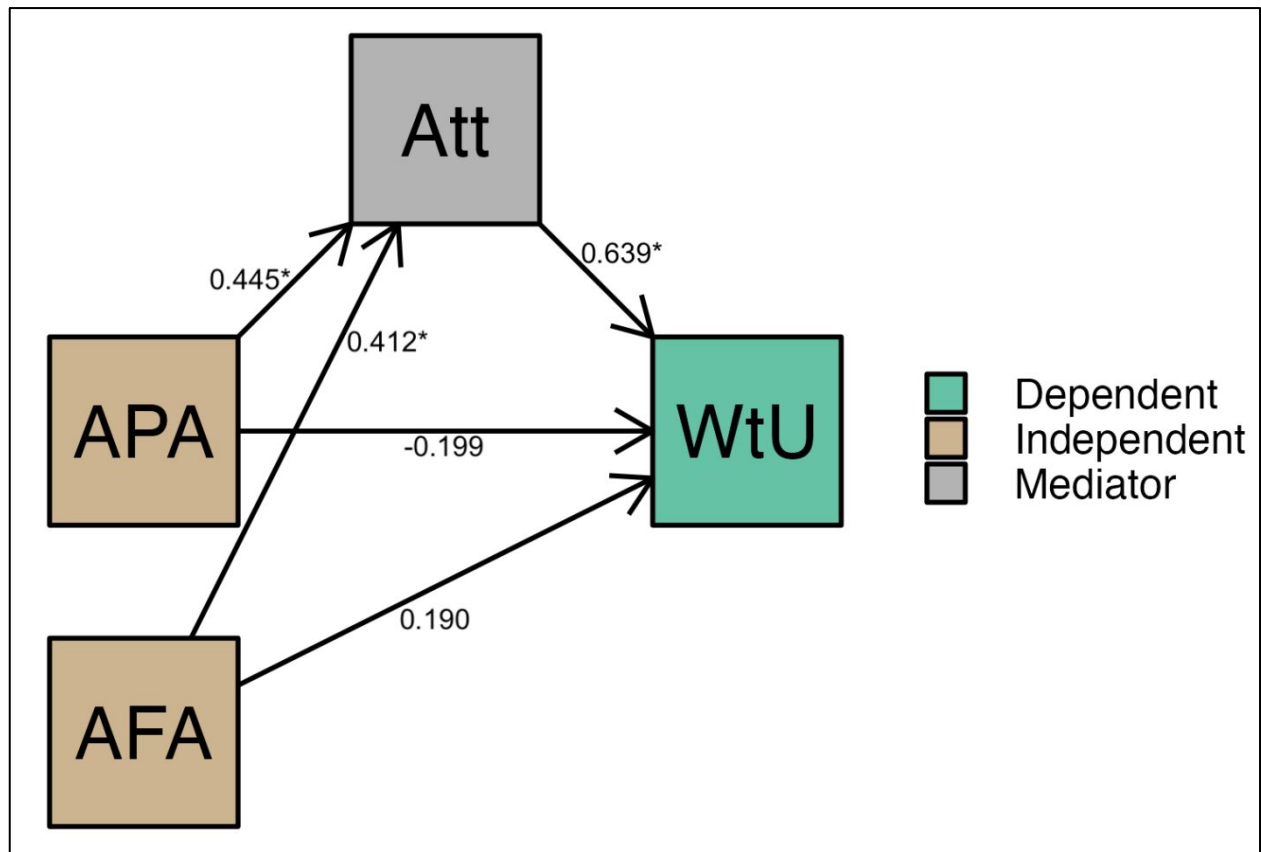 Att
0.445*
0.639*
0.412*
APA
-0.199
WtU
0.190
AFA
Dependent
Independent
Mediator